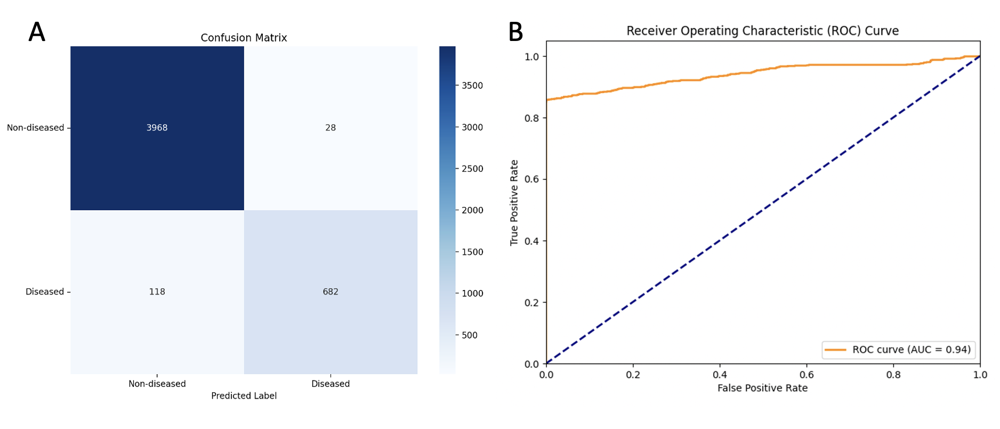 A
Confusion Matrix
Non-diseased
3968
28
Diseased
118
682
Non-diseased
Diseased
Predicted Label
3500
3000
2500
2000
1500
1000
500
B
Receiver Operating Characteristic (ROC) Curve
True Positive Rate
1.0
0.8
0.6
0.4
0.2
0.0
0.0
0.2
0.4
0.6
0.8
1.0
False Positive Rate
ROC curve (AUC = 0.94)